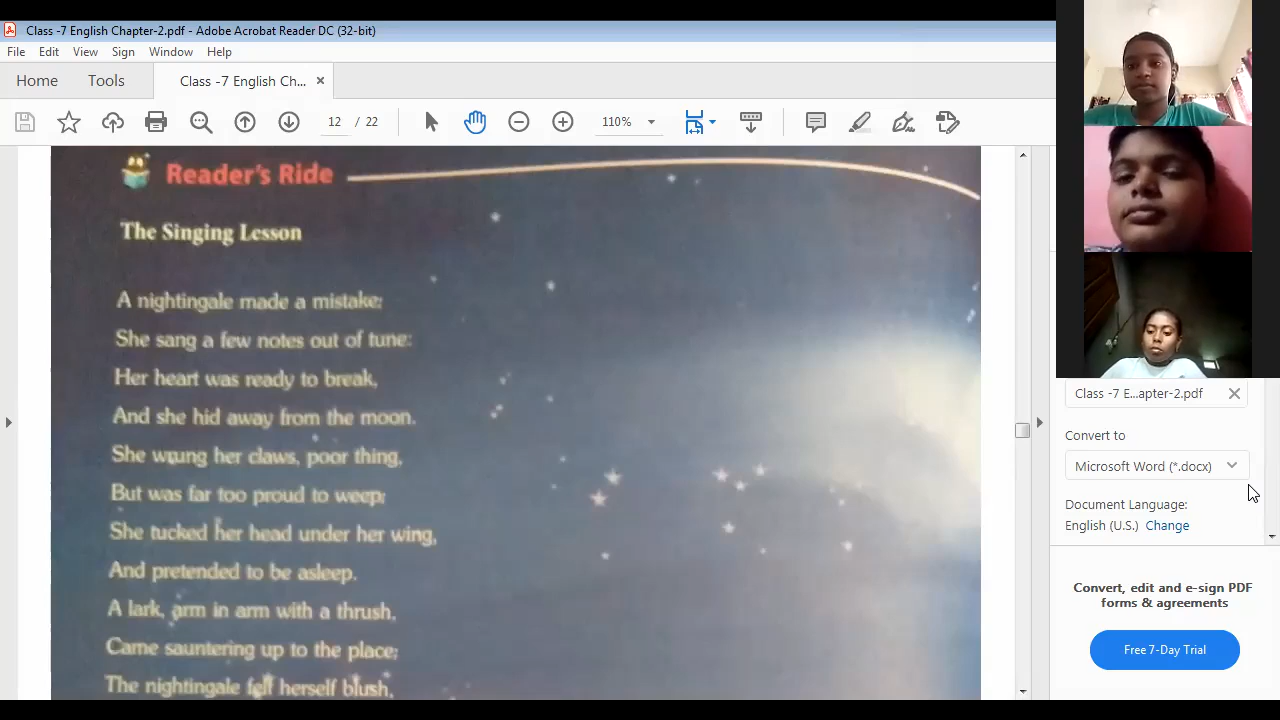 Class -7 English Chapter-2.pdf - Adobe Acrobat Reader DC (32-bit)
File Edit View Sign Window Help
Home Tools Class -7 English Ch... ×
12 / 22 110%
Reader's Ride
The Singing Lesson
A nightingale made a mistake;
She sang a few notes out of tune:
Her heart was ready to break,
And she hid away from the moon.
She wrung her claws, poor thing,
But was far too proud to weep;
She tucked her head under her wing,
And pretended to be asleep.
A lark, arm in arm with a thrush,
Came sauntering up to the place;
The nightingale felt herself blush,
Class -7 E...apter-2.pdf
Convert to
Microsoft Word (*.docx)
Document Language:
English (U.S.) Change
Convert, edit and e-sign PDF
forms & agreements
Free 7-Day Trial